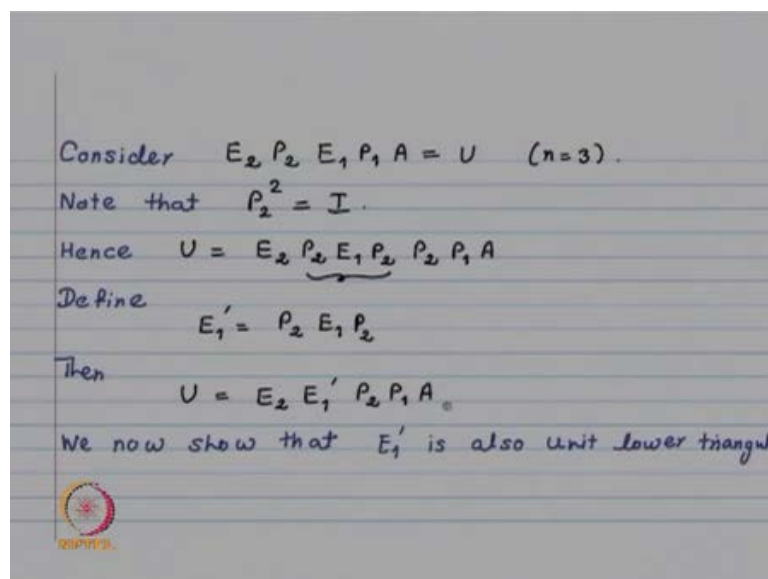 Consider E₂ P₂ E₁ P₁ A = U (n = 3).
Note that P₂² = I.
Hence U = E₂ P₂ E₁ P₂ P₂ P₁ A
Define
E₁' = P₂ E₁ P₂
Then
U = E₂ E₁' P₂ P₁ A
We now show that E₁' is also unit lower triangul
NPTEL